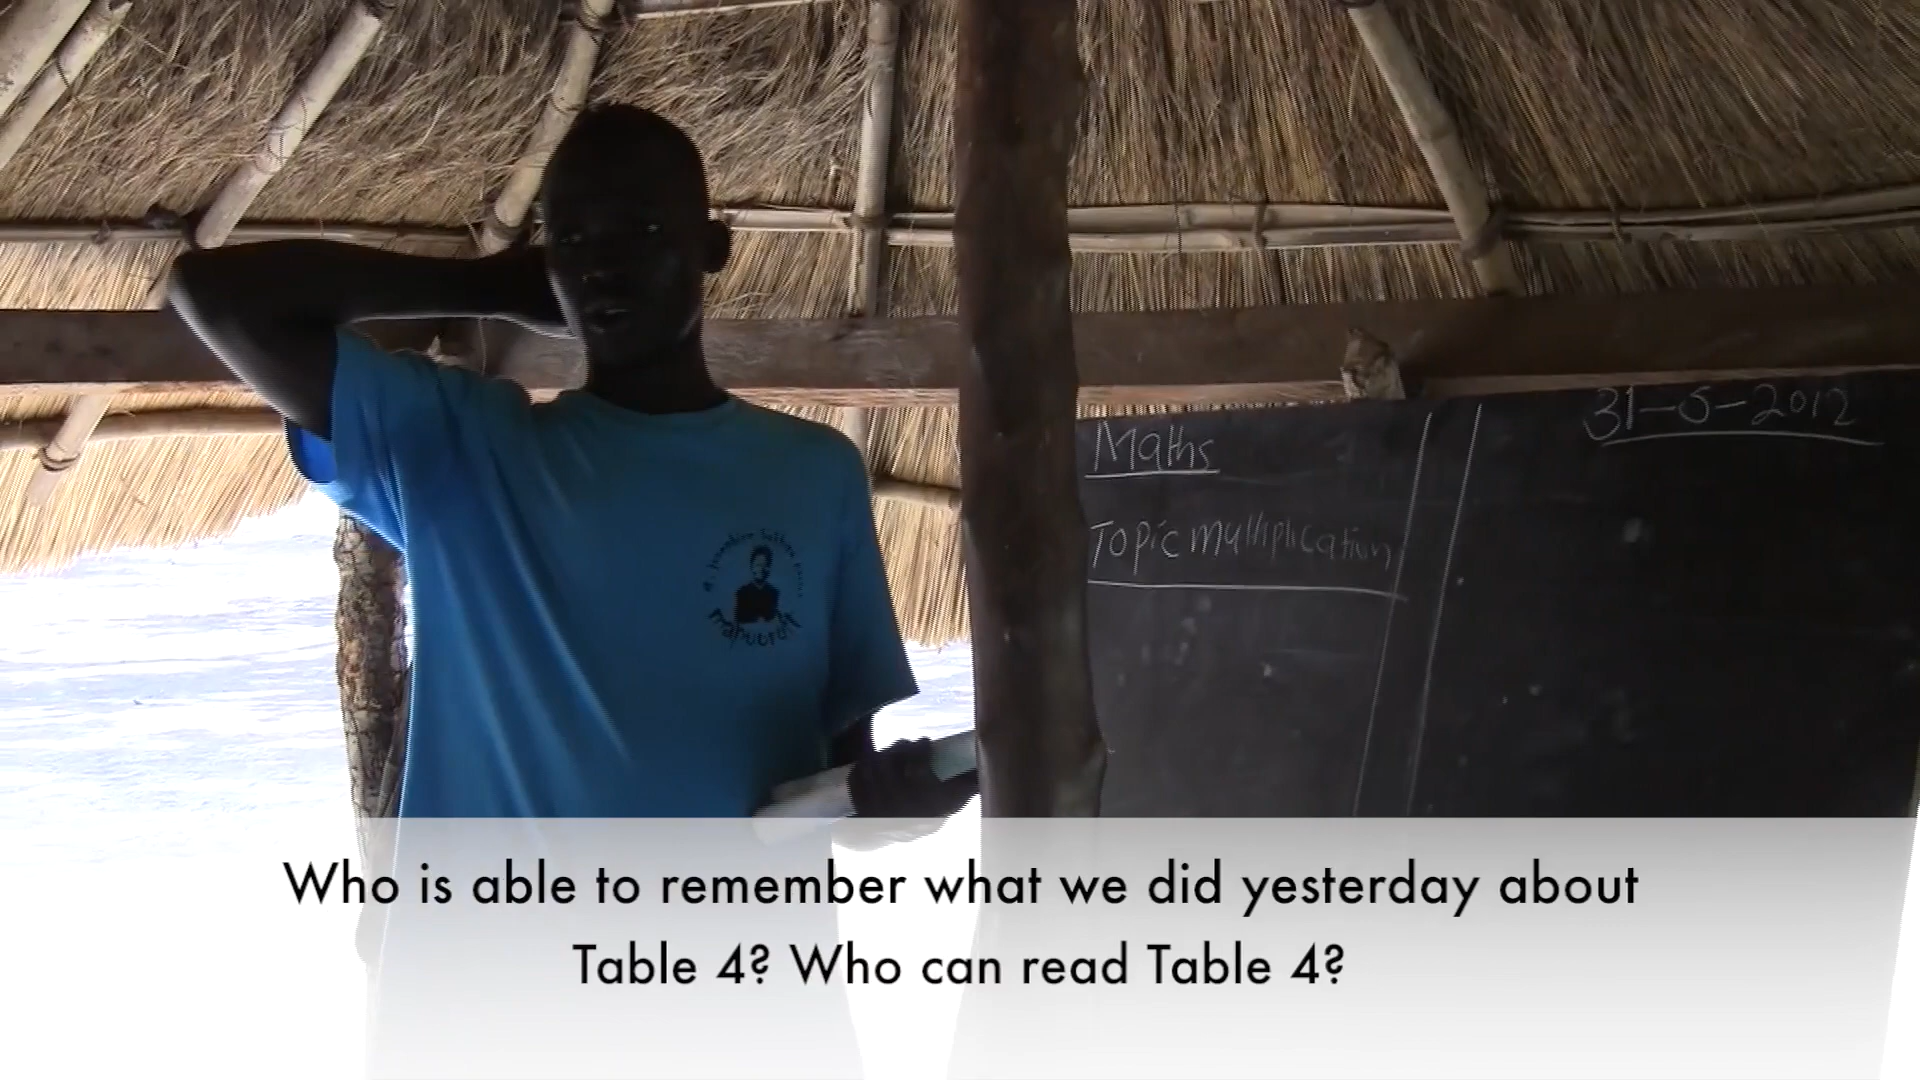 Maths
Topic multiplication
31-5-2012
Mapuordit
Who is able to remember what we did yesterday about
Table 4? Who can read Table 4?